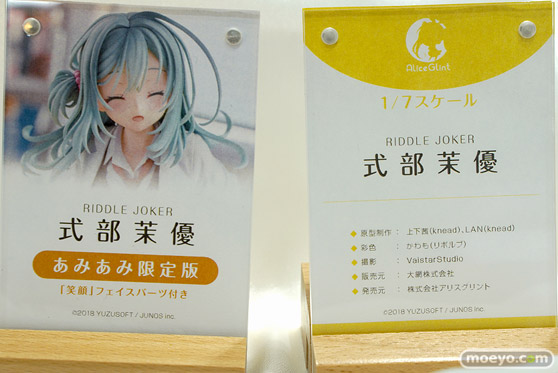 RIDDLE JOKER
式部茉優
あみあみ限定版
「笑顔」フェイスパーツ付き
©2018 YUZUSOFT / JUNOS inc.
AliceGlint
1/7スケール
RIDDLE JOKER
式部茉優
◆ 原型制作 : 上下茜(knead)、LAN(knead)
◆ 彩色 : かわも(リボルブ)
◆ 撮影 : ValstarStudio
◆ 販売元 : 大網株式会社
◆ 発売元 : 株式会社アリスグリント
©2018 YUZUSOFT / JUNOS inc.
moeyo.com